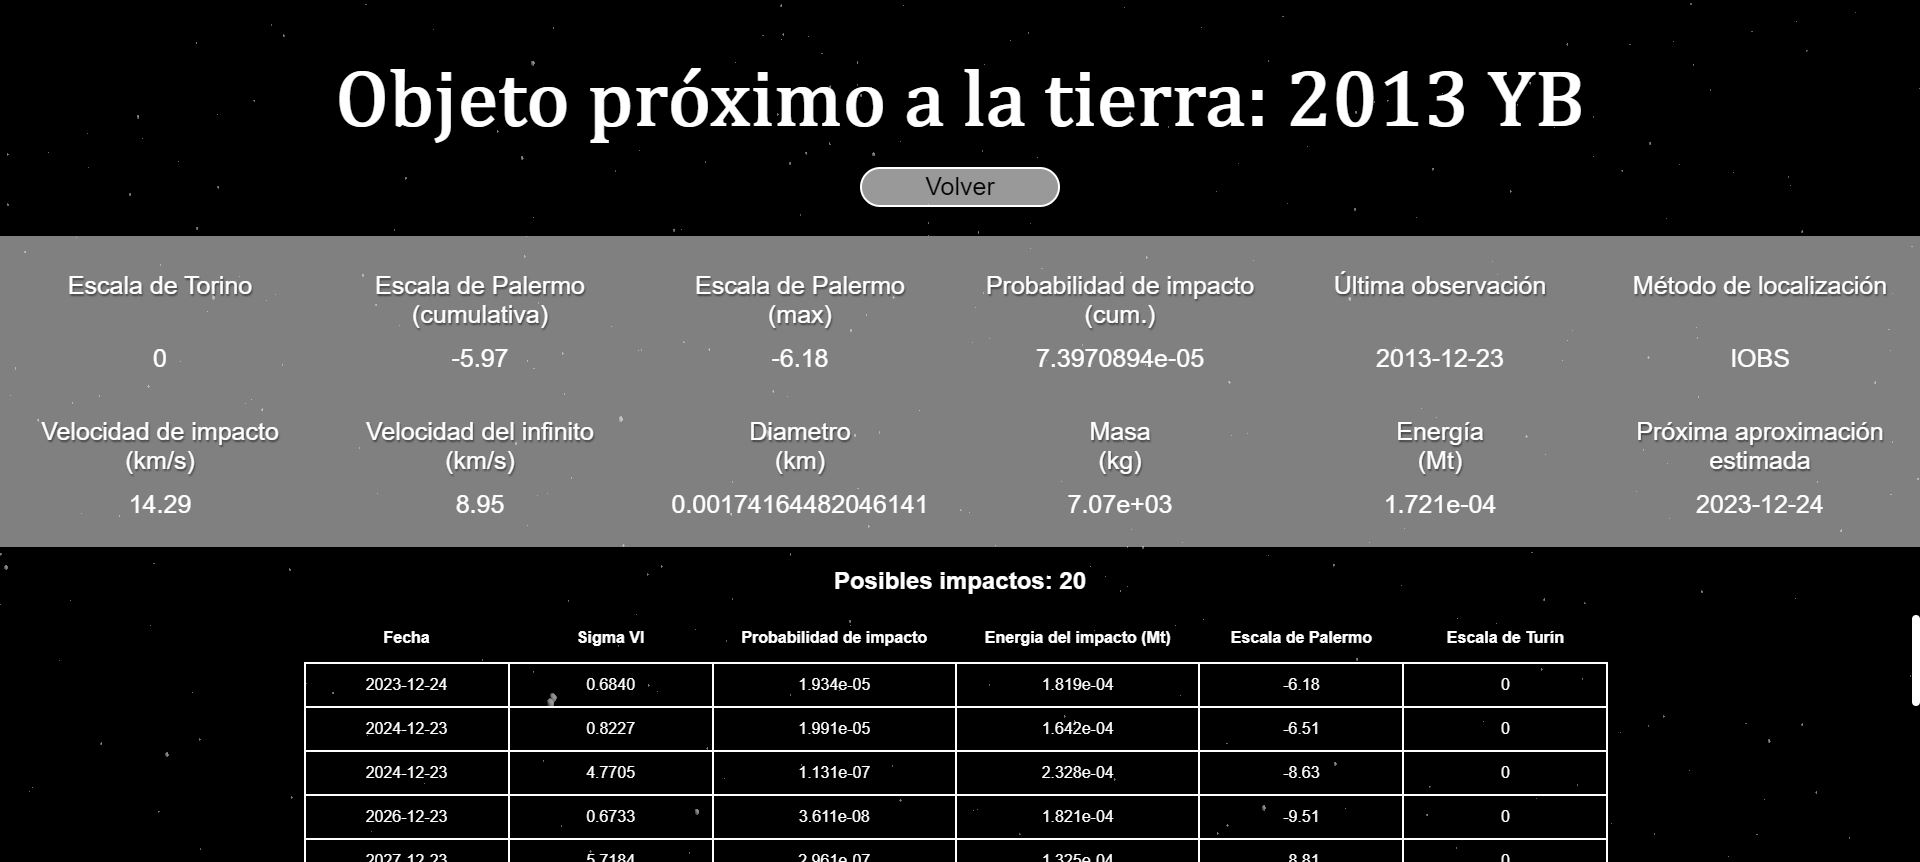 Objeto próximo a la tierra: 2013 YB
Volver
Escala de Torino
Escala de Palermo
(cumulativa)
Escala de Palermo
(max)
Probabilidad de impacto
(cum.)
Última observación
Método de localización
0
-5.97
-6.18
7.3970894e-05
2013-12-23
IOBS
Velocidad de impacto
(km/s)
Velocidad del infinito
(km/s)
Diametro
(km)
Masa
(kg)
Energía
(Mt)
Próxima aproximación
estimada
14.29
8.95
0.00174164482046141
7.07e+03
1.721e-04
2023-12-24
Posibles impactos: 20
Fecha Sigma VI Probabilidad de impacto Energia del impacto (Mt) Escala de Palermo Escala de Turín
2023-12-24 0.6840 1.934e-05 1.819e-04 -6.18 0
2024-12-23 0.8227 1.991e-05 1.642e-04 -6.51 0
2024-12-23 4.7705 1.131e-07 2.328e-04 -8.63 0
2026-12-23 0.6733 3.611e-08 1.821e-04 -9.51 0
2027-12-23 5.7184 2.961e-07 1.325e-04 -8.81 0